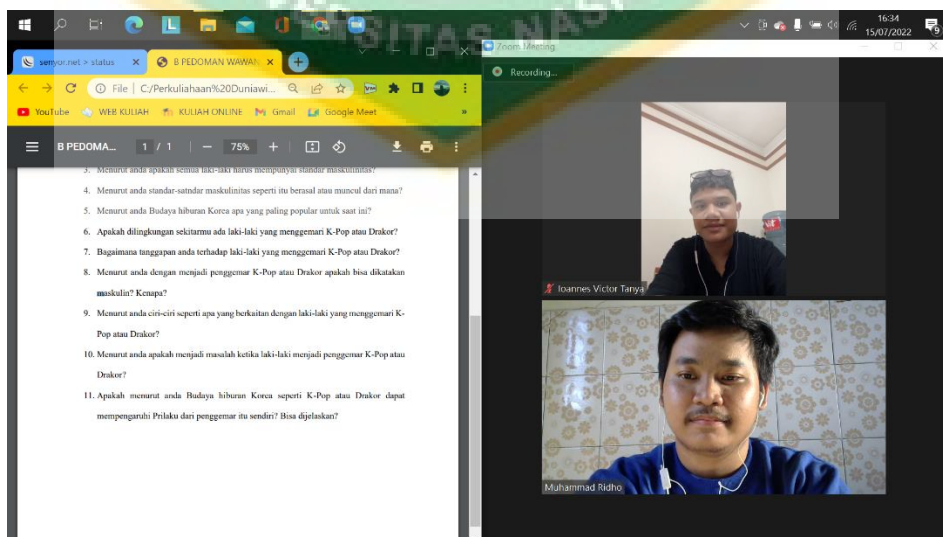 SITAS NAS
16:34
15/07/2022
senyur.net > status
B PEDOMAN WAWAN
File | C:/Perkuliahaan%20Duniawi...
YouTube WEB KULIAH KULIAH ONLINE Gmail Google Meet »
B PEDOMA... 1 / 1 — 75% +
3. Menurut anda apakah semua laki-laki harus mempunyai standar maskulinitas?
4. Menurut anda standar-satndar maskulinitas seperti itu berasal atau muncul dari mana?
5. Menurut anda Budaya hiburan Korea apa yang paling popular untuk saat ini?
6. Apakah dilingkungan sekitarmu ada laki-laki yang menggemari K-Pop atau Drakor?
7. Bagaimana tanggapan anda terhadap laki-laki yang menggemari K-Pop atau Drakor?
8. Menurut anda dengan menjadi penggemar K-Pop atau Drakor apakah bisa dikatakan
maskulin? Kenapa?
9. Menurut anda ciri-ciri seperti apa yang berkaitan dengan laki-laki yang menggemari K-
Pop atau Drakor?
10. Menurut anda apakah menjadi masalah ketika laki-laki menjadi penggemar K-Pop atau
Drakor?
11. Apakah menurut anda Budaya hiburan Korea seperti K-Pop atau Drakor dapat
mempengaruhi Prilaku dari penggemar itu sendiri? Bisa dijelaskan?
Zoom Meeting
Recording...
Ioannes Victor Tanya
Muhammad Ridho